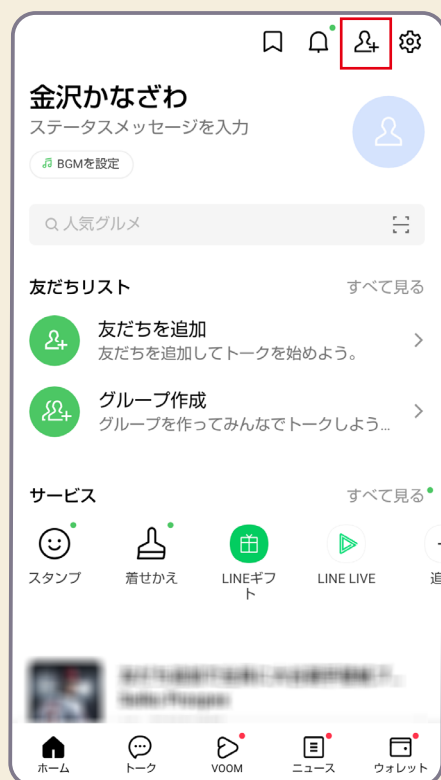 金沢かなざわ
ステータスメッセージを入力
BGMを設定
人気グルメ
友だちリスト
すべて見る
友だちを追加
友だちを追加してトークを始めよう。
グループ作成
グループを作ってみんなでトークしよう...
サービス
すべて見る
スタンプ
着せかえ
LINEギフ
ト
LINE LIVE
追
ホーム
トーク
VOOM
ニュース
ウォレット